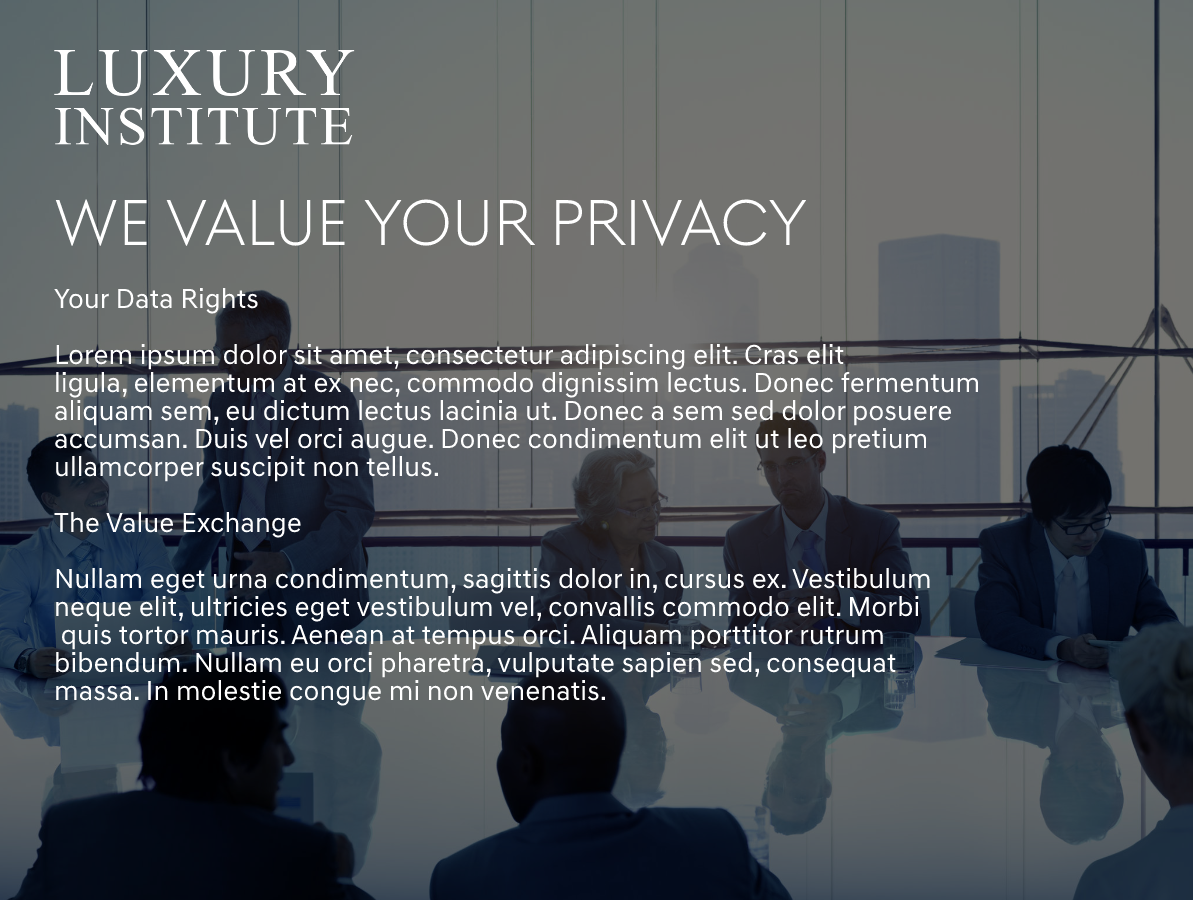 LUXURY
INSTITUTE
WE VALUE YOUR PRIVACY
Your Data Rights
Lorem ipsum dolor sit amet, consectetur adipiscing elit. Cras elit
ligula, elementum at ex nec, commodo dignissim lectus. Donec fermentum
aliquam sem, eu dictum lectus lacinia ut. Donec a sem sed dolor posuere
accumsan. Duis vel orci augue. Donec condimentum elit ut leo pretium
ullamcorper suscipit non tellus.
The Value Exchange
Nullam eget urna condimentum, sagittis dolor in, cursus ex. Vestibulum
neque elit, ultricies eget vestibulum vel, convallis commodo elit. Morbi
quis tortor mauris. Aenean at tempus orci. Aliquam porttitor rutrum
bibendum. Nullam eu orci pharetra, vulputate sapien sed, consequat
massa. In molestie congue mi non venenatis.